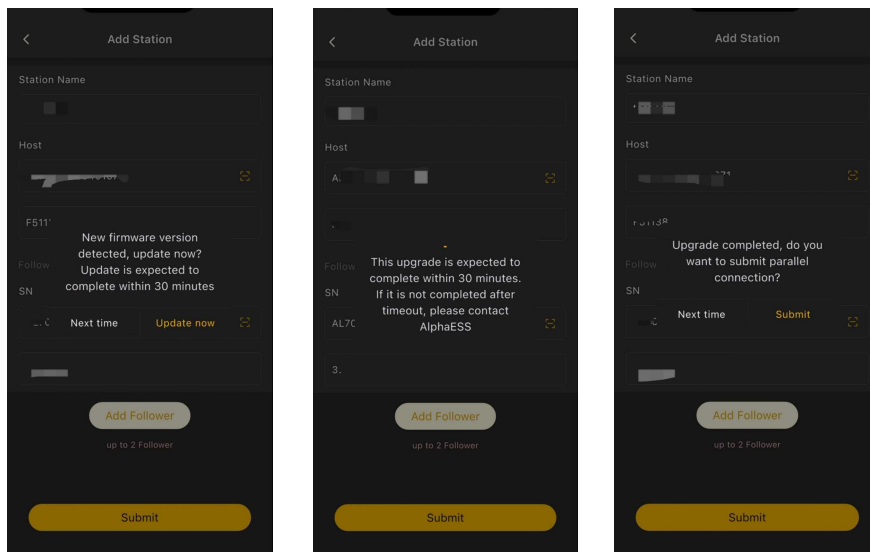 Add Station
Station Name
Host
F511
New firmware version
detected, update now?
Update is expected to
complete within 30 minutes
Follow
SN
Next time
Update now
Add Follower
up to 2 Follower
Submit
Add Station
Station Name
Host
This upgrade is expected to
complete within 30 minutes.
If it is not completed after
timeout, please contact
AlphaESS
Follow
SN
AL70
3.
Add Follower
up to 2 Follower
Submit
Add Station
Station Name
Host
Upgrade completed, do you
want to submit parallel
connection?
Follow
SN
Next time
Submit
Add Follower
up to 2 Follower
Submit